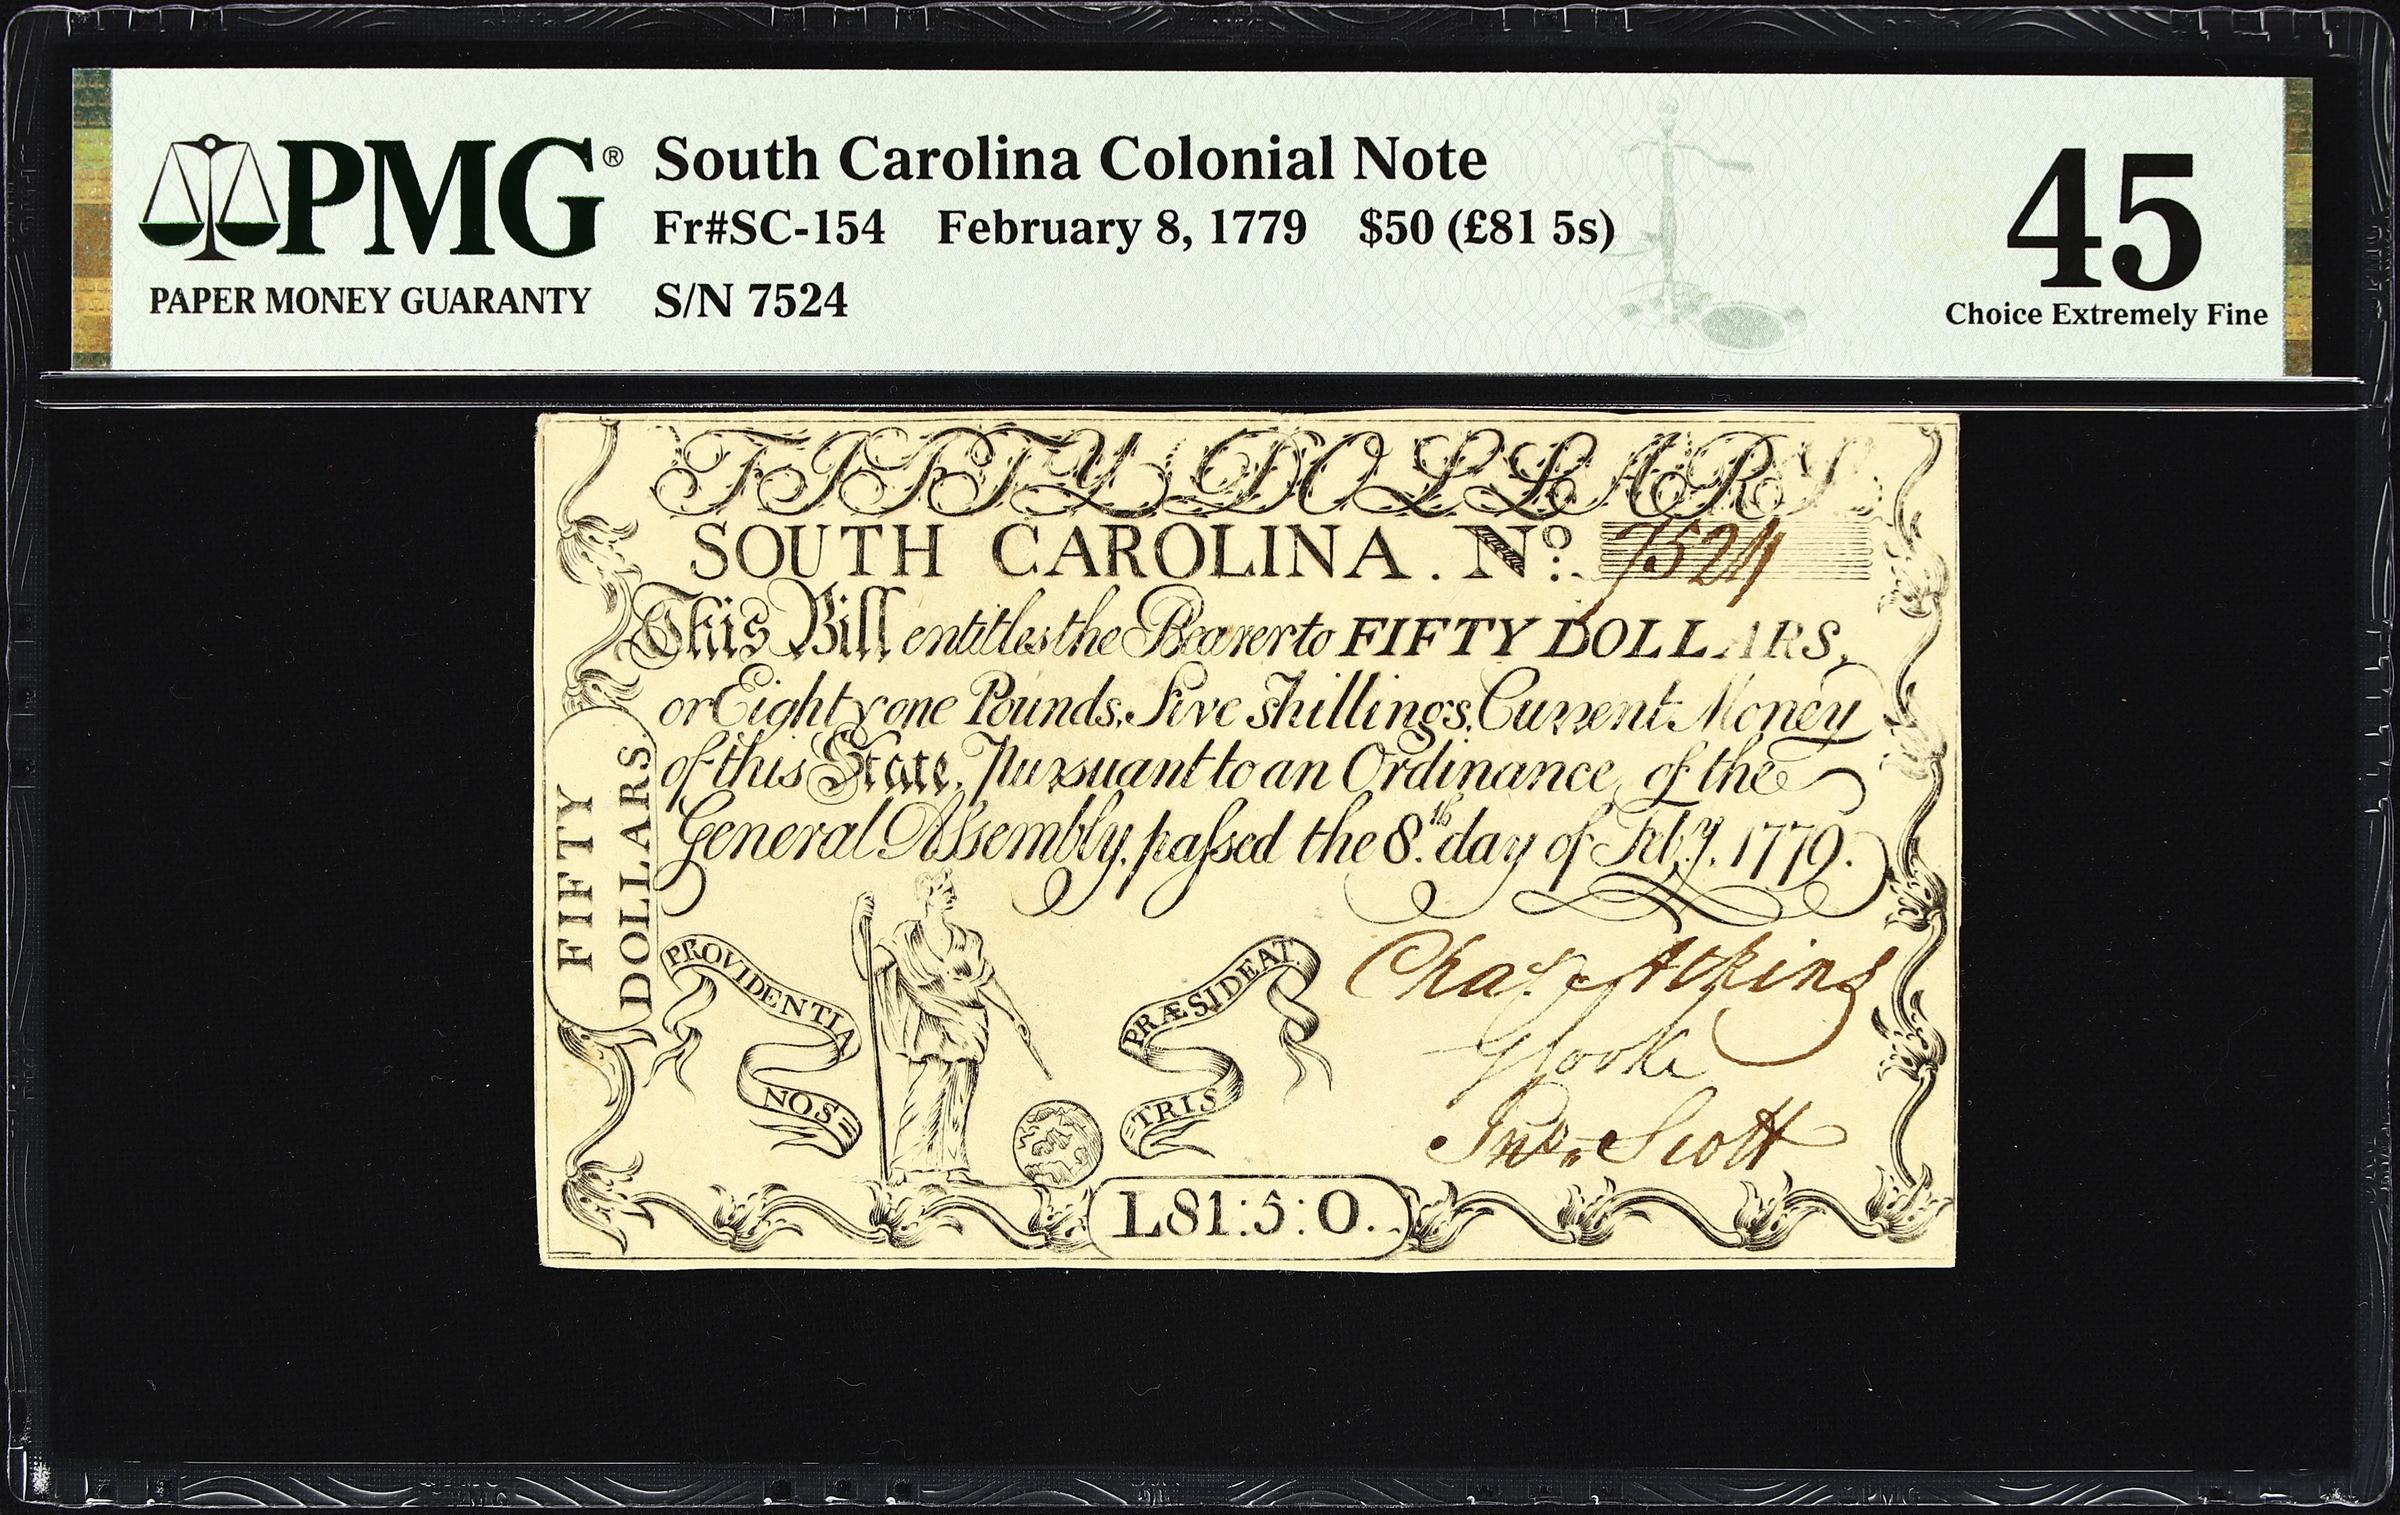 PMG®
PAPER MONEY GUARANTY
South Carolina Colonial Note
Fr#SC-154 February 8, 1779 $50 (£81 5s)
S/N 7524
45
Choice Extremely Fine
FIFTY DOLLARS
SOUTH CAROLINA. No. 7524
This Bill entitles the Bearer to FIFTY DOLLARS,
or Eighty one Pounds, Five Shillings, Current Money
of this State, Pursuant to an Ordinance of the
General Assembly, paſsed the 8.th day of Feb.y. 1779.
FIFTY
DOLLARS.
PROVIDENTIA
NOS=
PRÆSIDEAT
=TRIS
Chas. Atkins
Jno. Scott
L81:5:0.